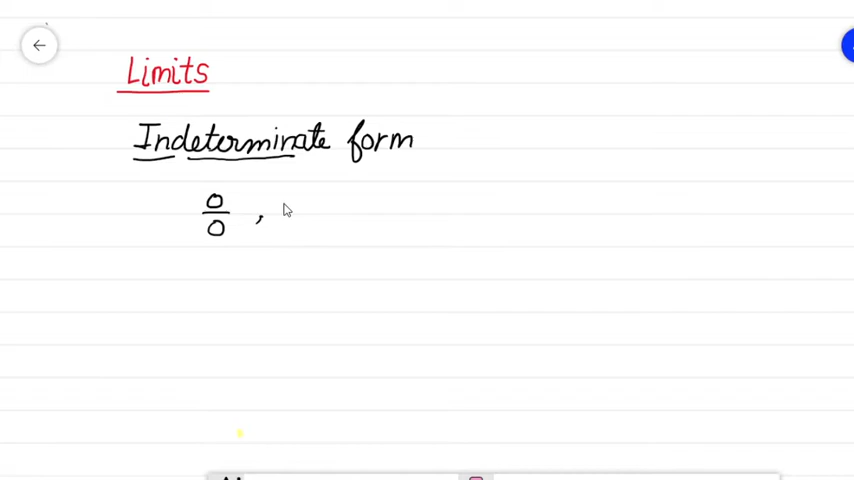 Limits
Indeterminate form
0/0 ,